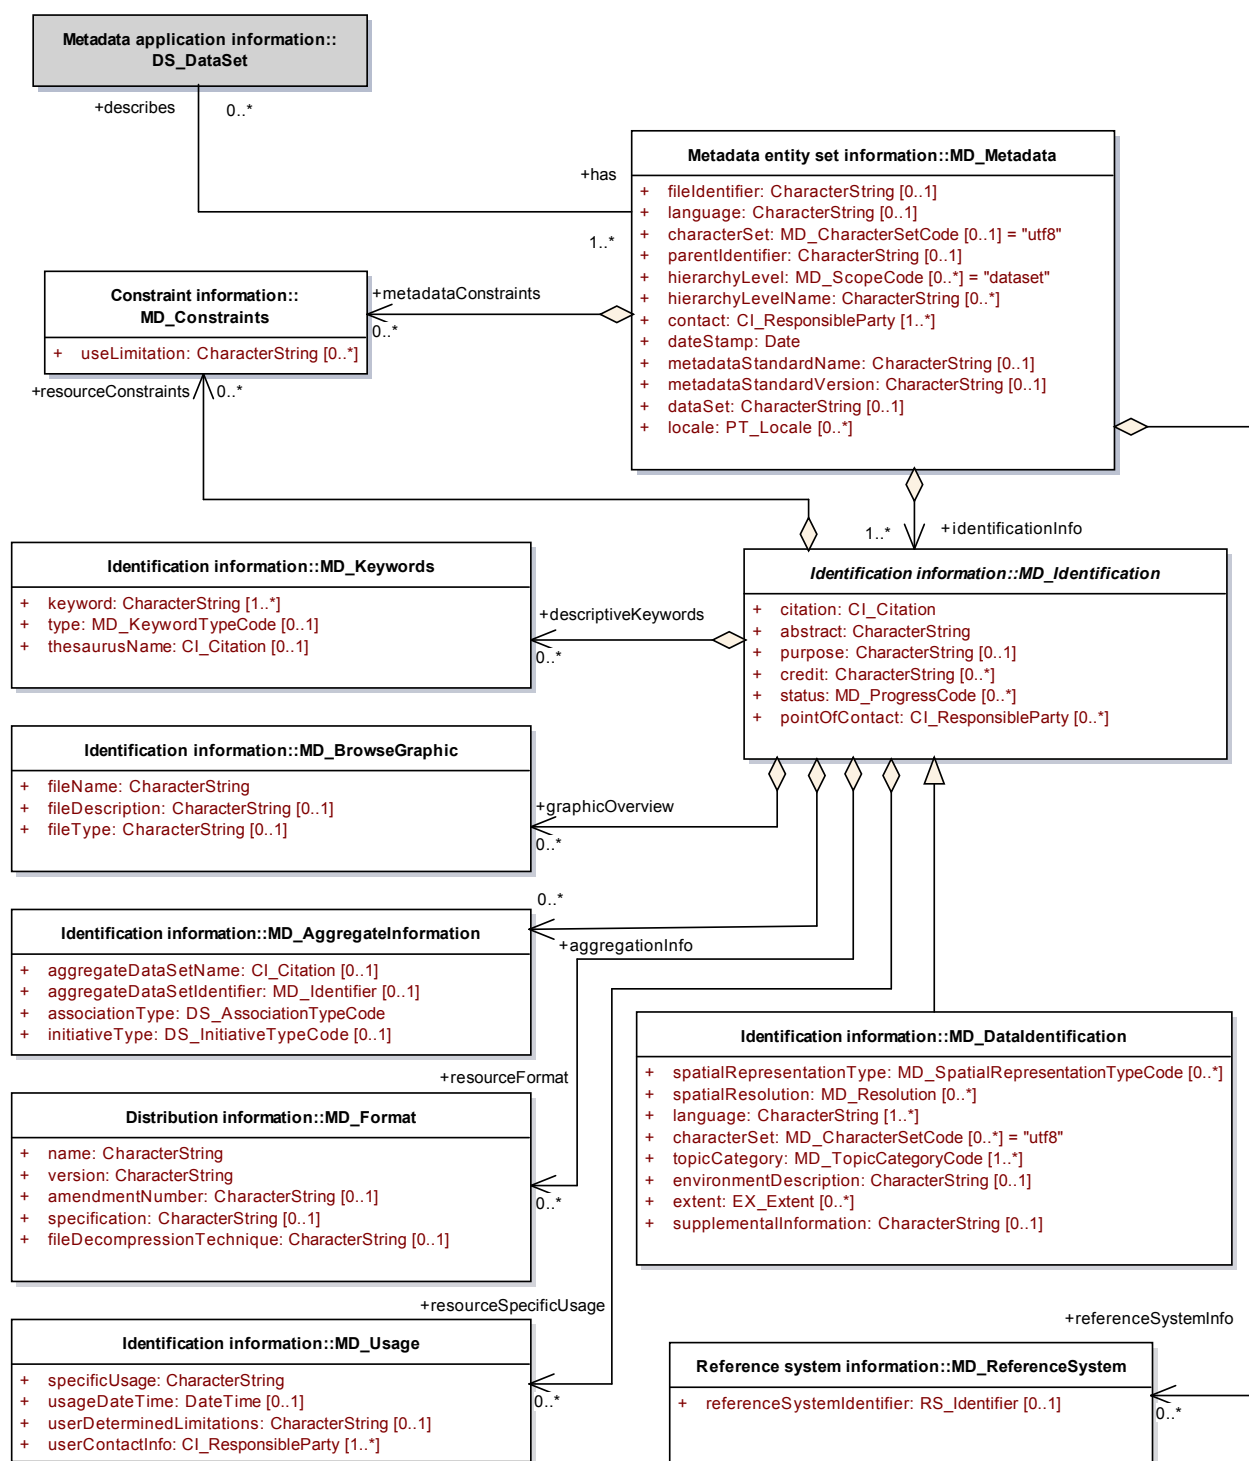 Metadata application information::
DS_DataSet
+describes
0..*
+has
1..*
Metadata entity set information::MD_Metadata
+ fileIdentifier: CharacterString [0..1]
+ language: CharacterString [0..1]
+ characterSet: MD_CharacterSetCode [0..1] = "utf8"
+ parentIdentifier: CharacterString [0..1]
+ hierarchyLevel: MD_ScopeCode [0..*] = "dataset"
+ hierarchyLevelName: CharacterString [0..*]
+ contact: CI_ResponsibleParty [1..*]
+ dateStamp: Date
+ metadataStandardName: CharacterString [0..1]
+ metadataStandardVersion: CharacterString [0..1]
+ dataSet: CharacterString [0..1]
+ locale: PT_Locale [0..*]
Constraint information::
MD_Constraints
+ useLimitation: CharacterString [0..*]
+metadataConstraints
0..*
+resourceConstraints
0..*
1..*
+identificationInfo
Identification information::MD_Keywords
+ keyword: CharacterString [1..*]
+ type: MD_KeywordTypeCode [0..1]
+ thesaurusName: CI_Citation [0..1]
+descriptiveKeywords
0..*
Identification information::MD_Identification
+ citation: CI_Citation
+ abstract: CharacterString
+ purpose: CharacterString [0..1]
+ credit: CharacterString [0..*]
+ status: MD_ProgressCode [0..*]
+ pointOfContact: CI_ResponsibleParty [0..*]
Identification information::MD_BrowseGraphic
+ fileName: CharacterString
+ fileDescription: CharacterString [0..1]
+ fileType: CharacterString [0..1]
+graphicOverview
0..*
Identification information::MD_AggregateInformation
+ aggregateDataSetName: CI_Citation [0..1]
+ aggregateDataSetIdentifier: MD_Identifier [0..1]
+ associationType: DS_AssociationTypeCode
+ initiativeType: DS_InitiativeTypeCode [0..1]
0..*
+aggregationInfo
Identification information::MD_DataIdentification
+ spatialRepresentationType: MD_SpatialRepresentationTypeCode [0..*]
+ spatialResolution: MD_Resolution [0..*]
+ language: CharacterString [1..*]
+ characterSet: MD_CharacterSetCode [0..*] = "utf8"
+ topicCategory: MD_TopicCategoryCode [1..*]
+ environmentDescription: CharacterString [0..1]
+ extent: EX_Extent [0..*]
+ supplementalInformation: CharacterString [0..1]
+resourceFormat
Distribution information::MD_Format
+ name: CharacterString
+ version: CharacterString
+ amendmentNumber: CharacterString [0..1]
+ specification: CharacterString [0..1]
+ fileDecompressionTechnique: CharacterString [0..1]
0..*
+resourceSpecificUsage
Identification information::MD_Usage
+ specificUsage: CharacterString
+ usageDateTime: DateTime [0..1]
+ userDeterminedLimitations: CharacterString [0..1]
+ userContactInfo: CI_ResponsibleParty [1..*]
0..*
+referenceSystemInfo
Reference system information::MD_ReferenceSystem
+ referenceSystemIdentifier: RS_Identifier [0..1]
0..*